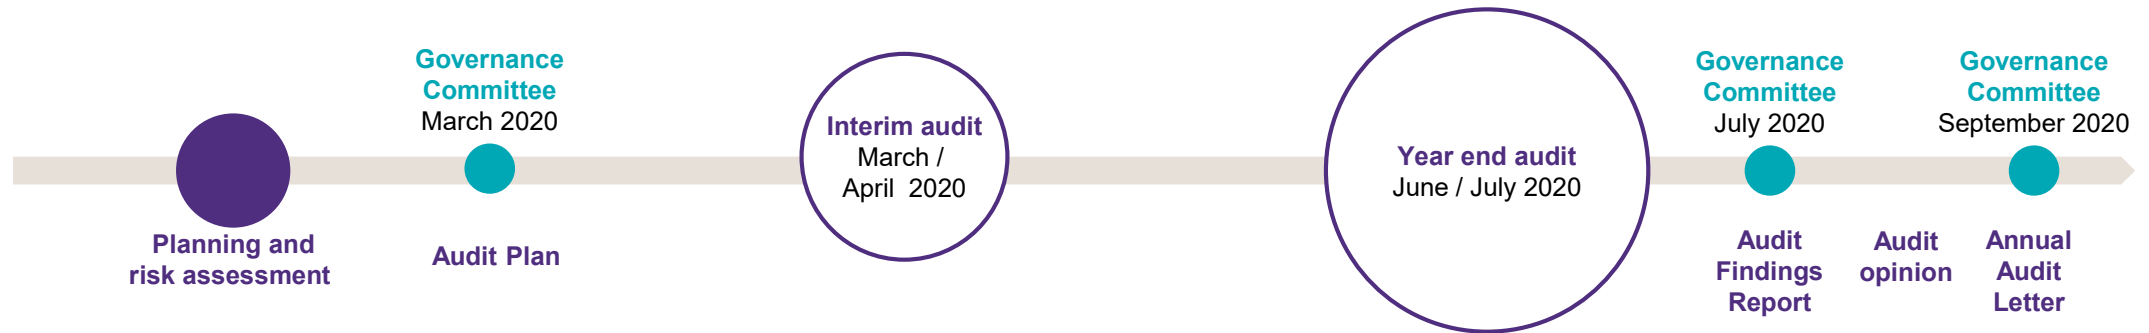 Planning and
risk assessment
Governance
Committee
March 2020
Audit Plan
Interim audit
March /
April 2020
Year end audit
June / July 2020
Governance
Committee
July 2020
Audit
Findings
Report
Audit
opinion
Governance
Committee
September 2020
Annual
Audit
Letter